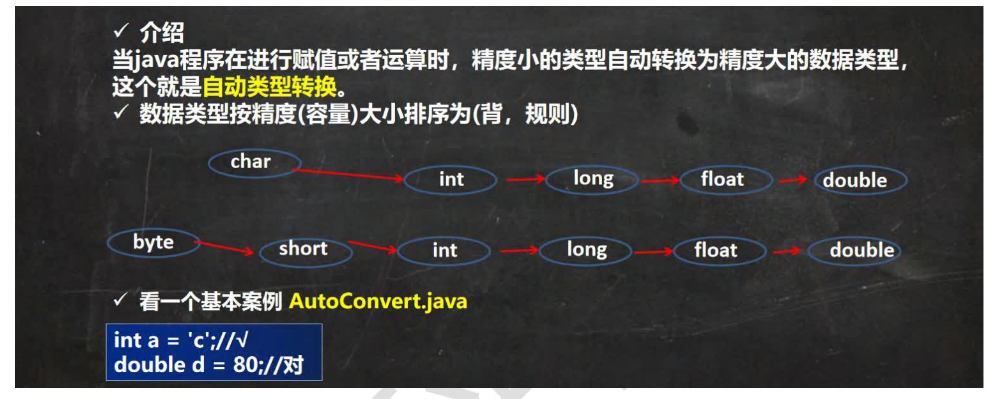 ✓ 介绍
当java程序在进行赋值或者运算时，精度小的类型自动转换为精度大的数据类型，
这个就是自动类型转换。
✓ 数据类型按精度(容量)大小排序为(背，规则)
char int long float double
byte short int long float double
✓ 看一个基本案例 AutoConvert.java
int a = 'c';//√
double d = 80;//对